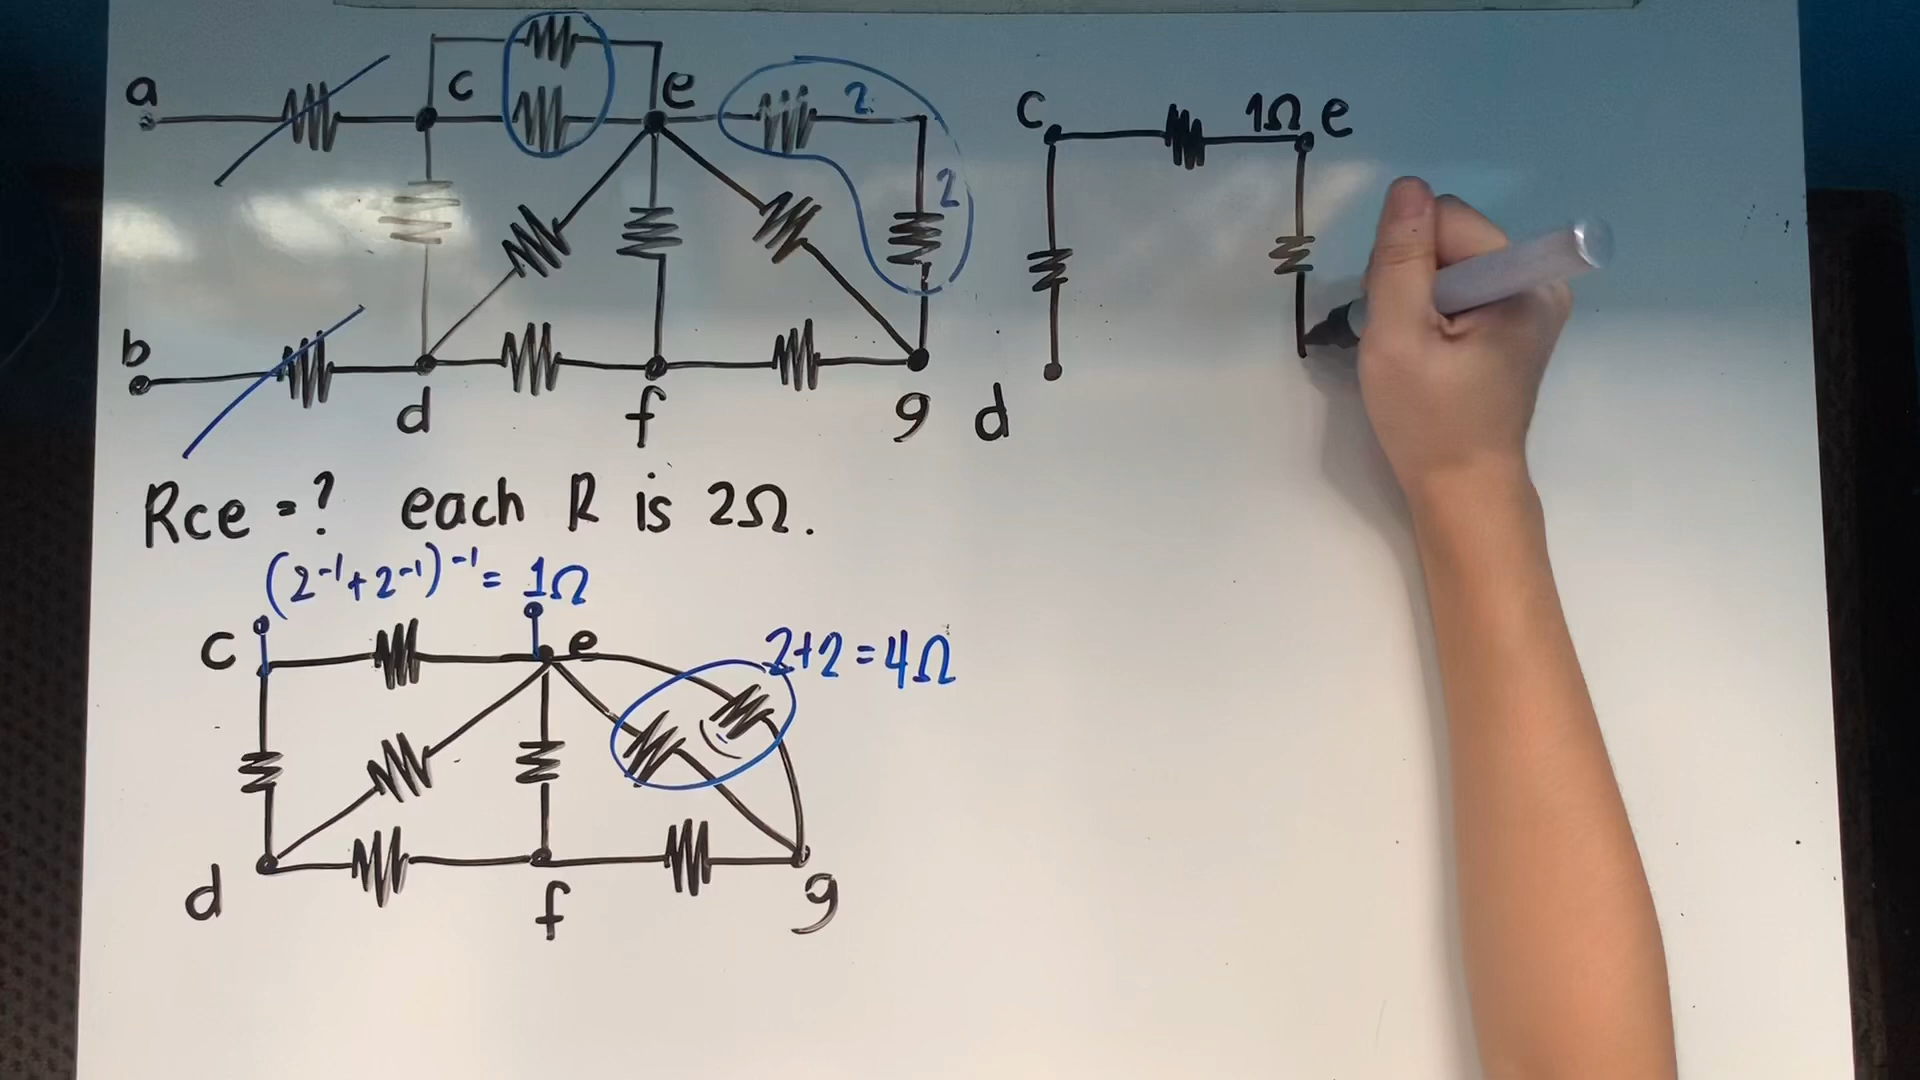 a
c
e
2
2
b
d
f
g
Rce = ? each R is 2Ω.
(2⁻¹+2⁻¹)⁻¹ = 1Ω
c
e
2+2=4Ω
d
f
g
c
1Ω e
d